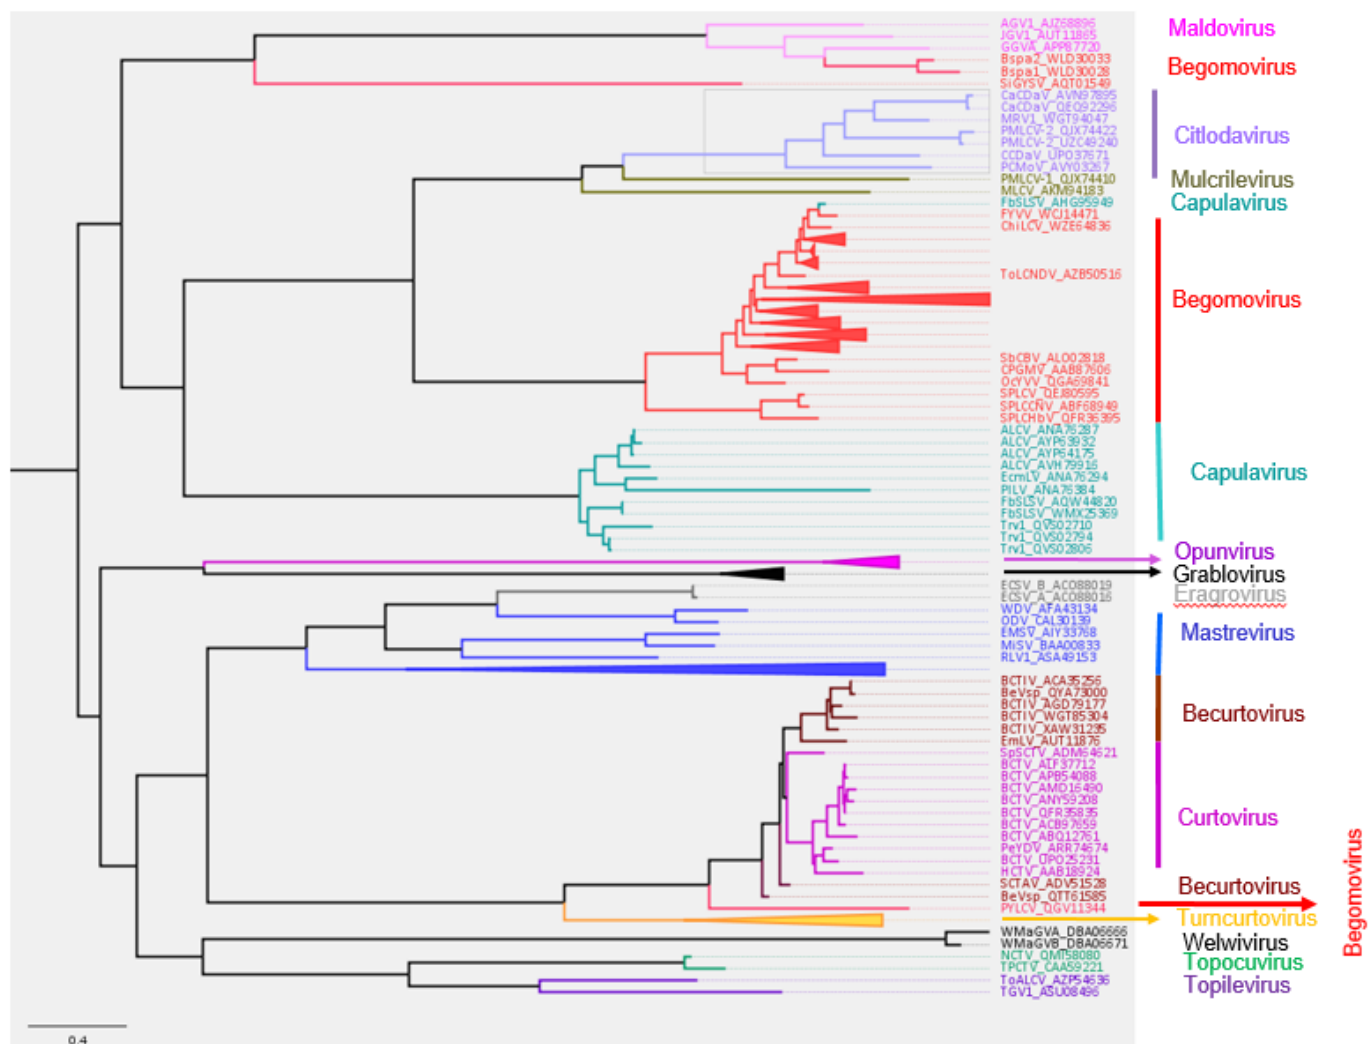 AGV1_AJZ68896
JGV1_AUT11865
GGVA_APP87720
Bspa2_WLD30033
Bspa1_WLD30028
SiGYSV_AQT01549
CaCDaV_AVN97895
CaCDaV_QEQ92296
MRV1_WGT94047
PMLCV-2_QJX74422
PMLCV-2_UZC49240
CCDaV_UPO37671
PCMoV_AVY03267
PMLCV-1_QJX74410
MLCV_AKM94183
FbSLSV_AHG95949
FYVV_WCJ14471
ChiLCV_WZE64836
ToLCNDV_AZB50516
SbCBV_ALO02818
CPGMV_AAB87606
OcYVV_QGA69841
SPLCV_QEJ80595
SPLCCNV_ABF68949
SPLCHbV_QFR36395
ALCV_ANA76287
ALCV_AYP63932
ALCV_AYP64175
ALCV_AVH79916
EcmLV_ANA76294
PILV_ANA76384
FbSLSV_AQW44820
FbSLSV_WMX25369
Trv1_QVS02710
Trv1_QVS02794
Trv1_QVS02806
ECSV_B_ACO88019
ECSV_A_ACO88016
WDV_AFA43134
ODV_CAL30139
EMSV_AIY33768
MiSV_BAA00833
RLV1_ASA49153
BCTIV_ACA35256
BeVsp_QYA73000
BCTIV_AGD79177
BCTIV_WGT85304
BCTIV_XAW31235
EmLV_AUT11876
SpSCTV_ADM64621
BCTV_ALF37712
BCTV_APB54088
BCTV_AMD16490
BCTV_ANY59208
BCTV_QFR35835
BCTV_ACB97659
BCTV_ABQ12761
PeYDV_ARR74674
BCTV_UPO25231
HCTV_AAB18924
SCTAV_ADV51528
BeVsp_QTT61585
PYLCV_QGV11344
WMaGVA_DBA06666
WMaGVB_DBA06671
NCTV_QMI58080
TPCTV_CAA59221
ToALCV_AZP54636
TGV1_ASU08496
Maldovirus
Begomovirus
Citlodavirus
Mulcrilevirus
Capulavirus
Begomovirus
Capulavirus
Opunvirus
Grablovirus
Eragrovirus
Mastrevirus
Becurtovirus
Curtovirus
Becurtovirus
Turncurtovirus
Welwivirus
Topocuvirus
Topilevirus
Begomovirus
0.4